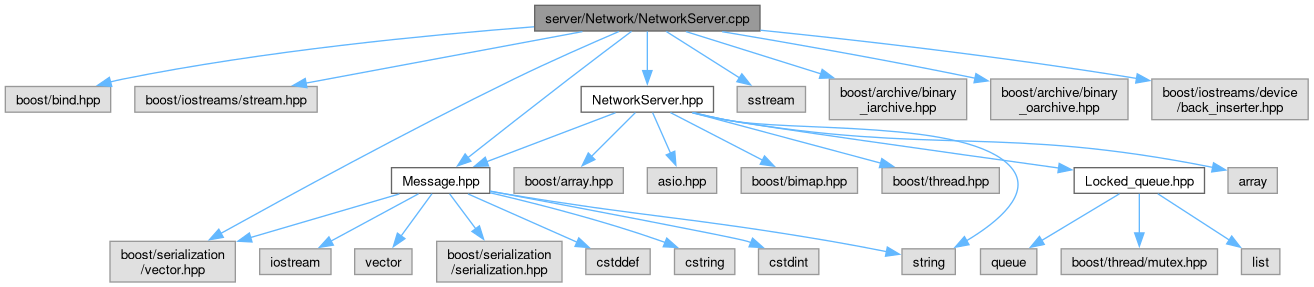 server/Network/NetworkServer.cpp
boost/bind.hpp
boost/iostreams/stream.hpp
NetworkServer.hpp
sstream
boost/archive/binary
_iarchive.hpp
boost/archive/binary
_oarchive.hpp
boost/iostreams/device
/back_inserter.hpp
Message.hpp
boost/array.hpp
asio.hpp
boost/bimap.hpp
boost/thread.hpp
Locked_queue.hpp
array
boost/serialization
/vector.hpp
iostream
vector
boost/serialization
/serialization.hpp
cstddef
cstring
cstdint
string
queue
boost/thread/mutex.hpp
list